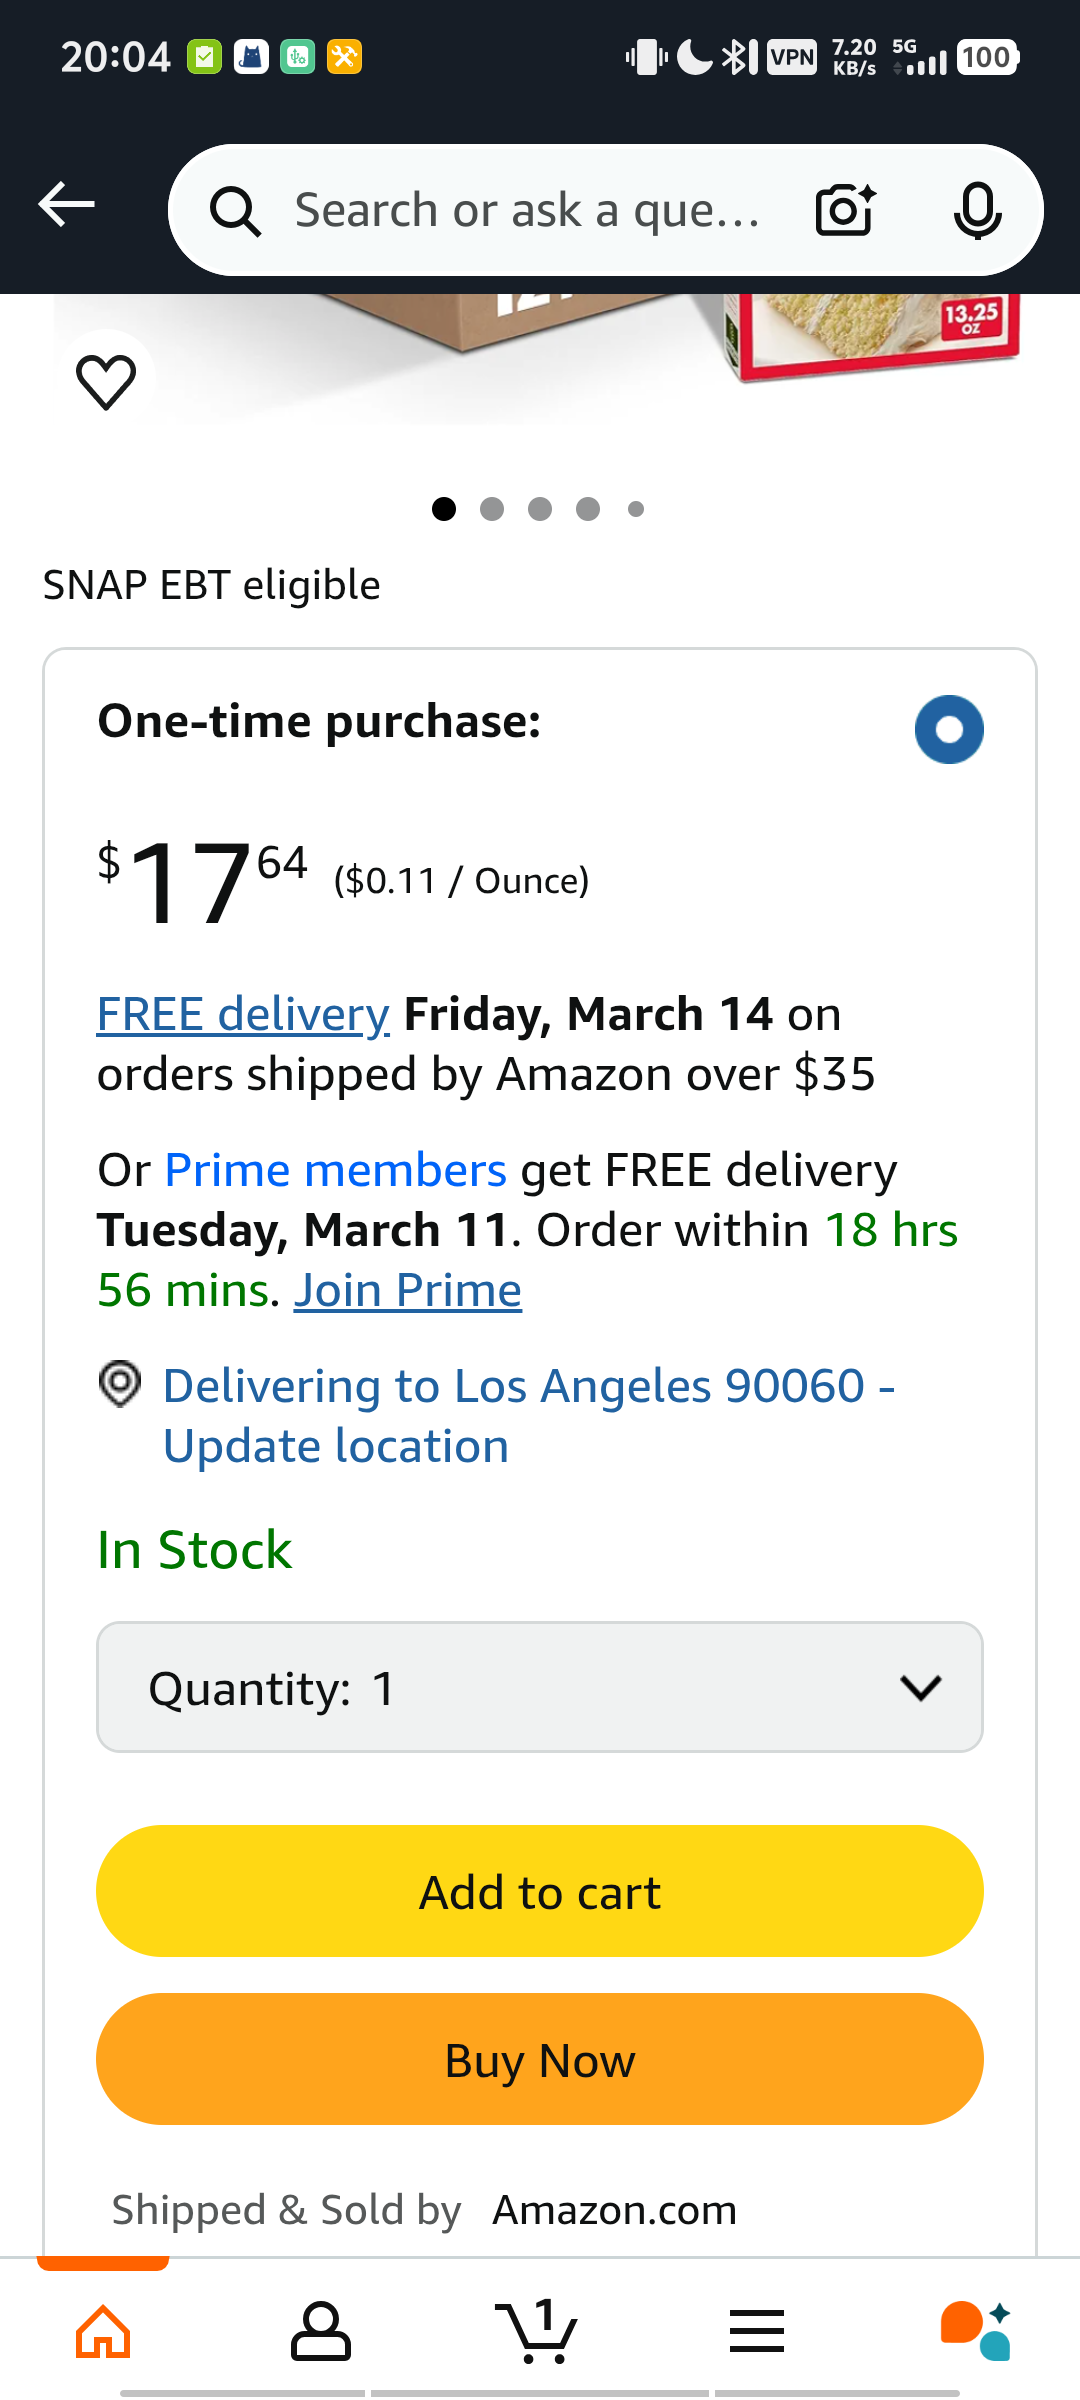 20:04
VPN
7.20
KB/s
5G
100
Search or ask a que...
13.25
OZ
SNAP EBT eligible
One-time purchase:
$17 64 ($0.11 / Ounce)
FREE delivery Friday, March 14 on
orders shipped by Amazon over $35
Or Prime members get FREE delivery
Tuesday, March 11. Order within 18 hrs
56 mins. Join Prime
Delivering to Los Angeles 90060 -
Update location
In Stock
Quantity: 1
Add to cart
Buy Now
Shipped & Sold by Amazon.com
1